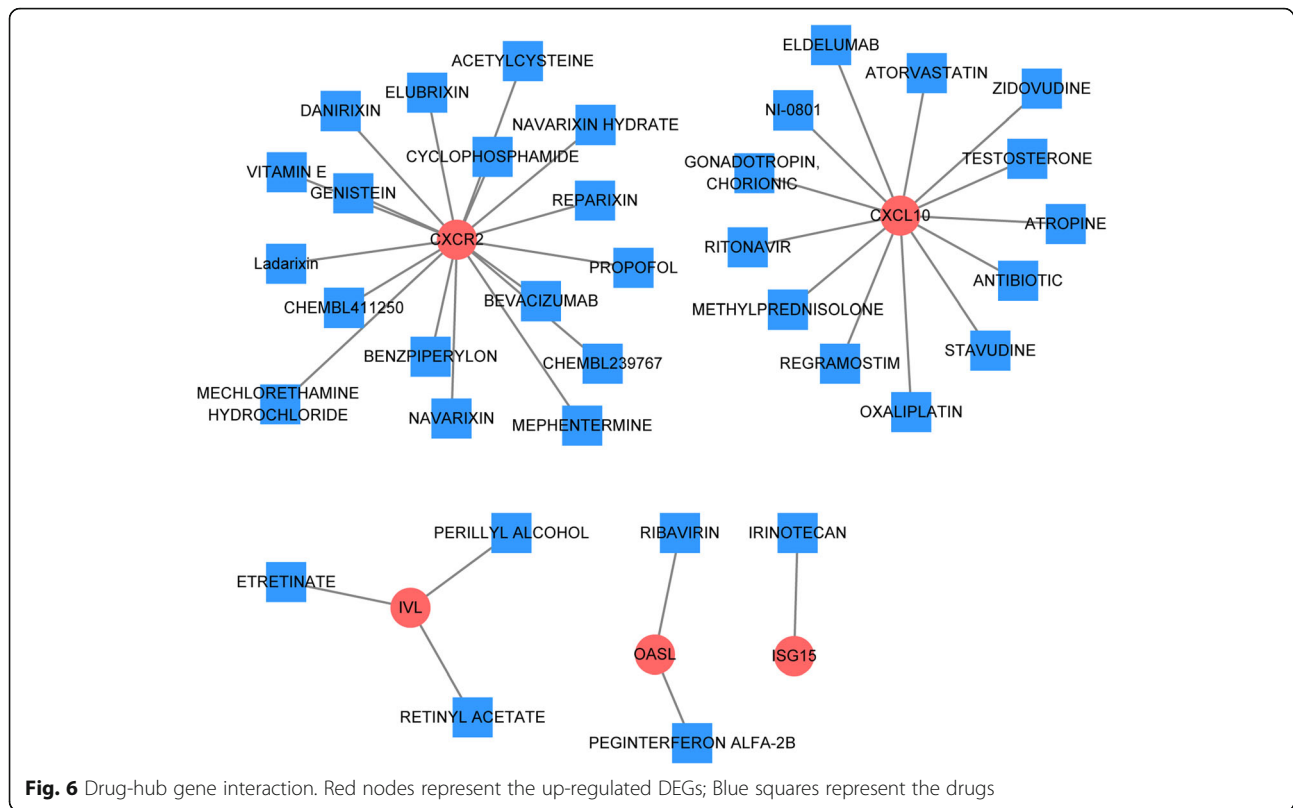 ACETYLCYSTEINE
ELUBRIXIN
DANIRIXIN
NAVARIXIN HYDRATE
CYCLOPHOSPHAMIDE
VITAMIN E
GENISTEIN
REPARIXIN
CXCR2
Ladarixin
PROPOFOL
CHEMBL411250
BEVACIZUMAB
BENZPIPERYLON
CHEMBL239767
MECHLORETHAMINE
HYDROCHLORIDE
NAVARIXIN
MEPHENTERMINE
ELDELUMAB
ATORVASTATIN
ZIDOVUDINE
NI-0801
TESTOSTERONE
GONADOTROPIN,
CHORIONIC
CXCL10
ATROPINE
RITONAVIR
ANTIBIOTIC
METHYLPREDNISOLONE
STAVUDINE
REGRAMOSTIM
OXALIPLATIN
PERILLYL ALCOHOL
ETRETINATE
IVL
RETINYL ACETATE
RIBAVIRIN
OASL
PEGINTERFERON ALFA-2B
IRINOTECAN
ISG15
Fig. 6 Drug-hub gene interaction. Red nodes represent the up-regulated DEGs; Blue squares represent the drugs